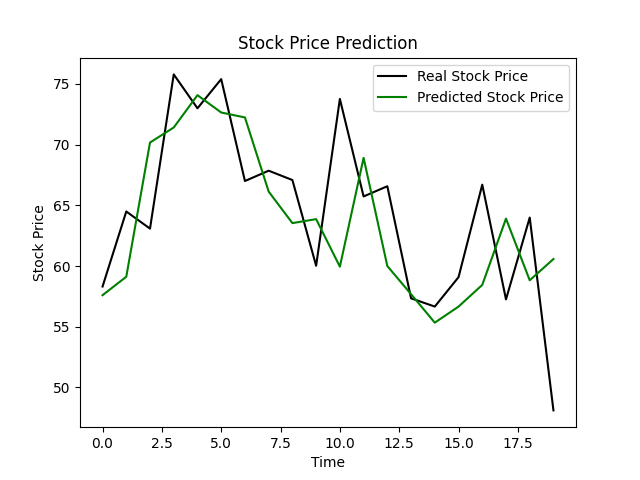 Stock Price Prediction
Real Stock Price
Predicted Stock Price
Stock Price
75
70
65
60
55
50
0.0 2.5 5.0 7.5 10.0 12.5 15.0 17.5
Time